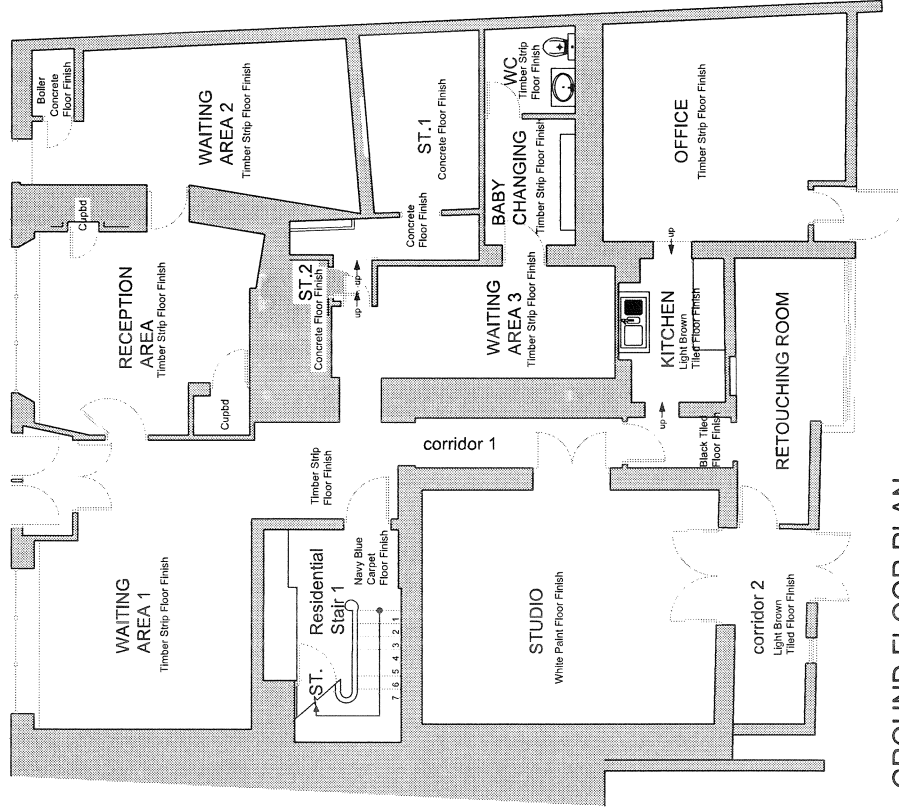 Boiler
Concrete
Floor Finish
WAITING
AREA 2
Timber Strip Floor Finish
ST.1
Concrete Floor Finish
WC
Timber Strip
Floor Finish
OFFICE
Timber Strip Floor Finish
Cupbd
RECEPTION
AREA
Timber Strip Floor Finish
Concrete
Floor Finish
BABY
CHANGING
Timber Strip Floor Finish
ST.2
Concrete Floor Finish
up
up
WAITING
AREA 3
Timber Strip Floor Finish
up
KITCHEN
Light Brown
Tiled Floor Finish
RETOUCHING ROOM
Cupbd
up
corridor 1
Timber Strip
Floor Finish
Black Tiled
Floor Finish
WAITING
AREA 1
Timber Strip Floor Finish
Residential
Stair 1
Navy Blue
Carpet
Floor Finish
ST.
7 6 5 4 3 2 1
STUDIO
White Paint Floor Finish
corridor 2
Light Brown
Tiled Floor Finish
GROUND FLOOR PLAN